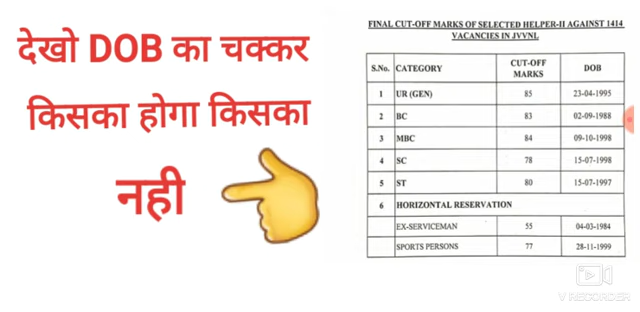 देखो DOB का चक्कर
किसका होगा किसका
नही
FINAL CUT-OFF MARKS OF SELECTED HELPER-II AGAINST 1414
VACANCIES IN JVVNL
S.No. CATEGORY CUT-OFF MARKS DOB
1 UR (GEN) 85 23-04-1995
2 BC 83 02-09-1988
3 MBC 84 09-10-1998
4 SC 78 15-07-1998
5 ST 80 15-07-1997
6 HORIZONTAL RESERVATION
EX-SERVICEMAN 55 04-03-1984
SPORTS PERSONS 77 28-11-1999
V RECORDER